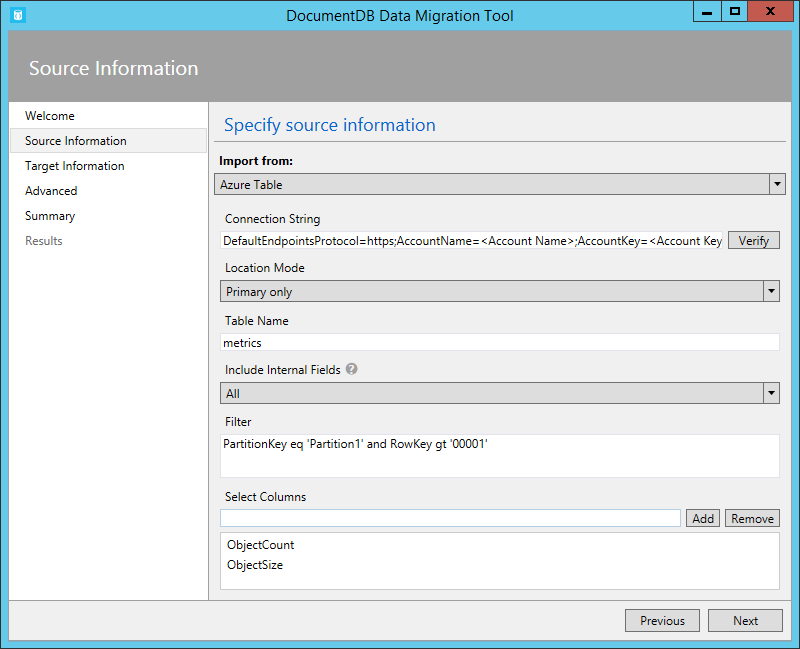 DocumentDB Data Migration Tool
Source Information
Welcome
Source Information
Target Information
Advanced
Summary
Results
Specify source information
Import from:
Azure Table
Connection String
DefaultEndpointsProtocol=https;AccountName=<Account Name>;AccountKey=<Account Key
Verify
Location Mode
Primary only
Table Name
metrics
Include Internal Fields ?
All
Filter
PartitionKey eq 'Partition1' and RowKey gt '00001'
Select Columns
Add Remove
ObjectCount
ObjectSize
Previous Next